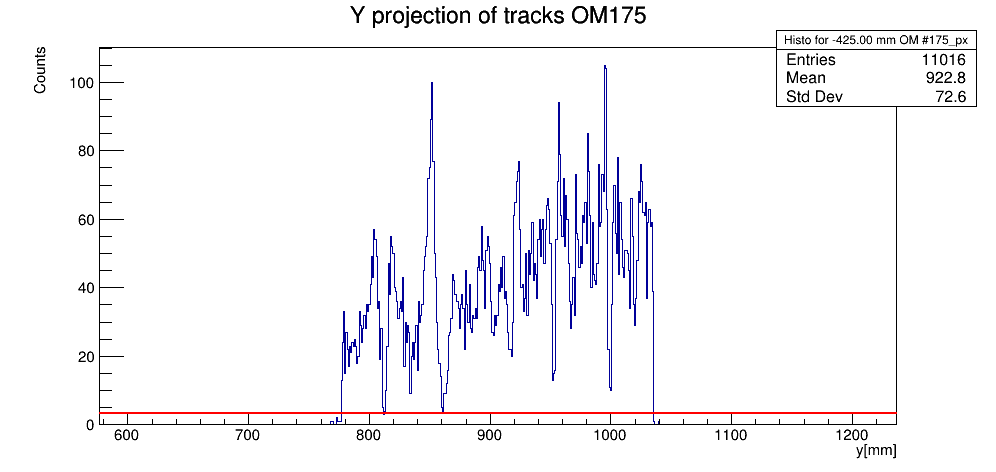 Y projection of tracks OM175
Histo for -425.00 mm OM #175_px
Entries 11016
Mean 922.8
Std Dev 72.6
Counts
100
80
60
40
20
0
600 700 800 900 1000 1100 1200
y[mm]